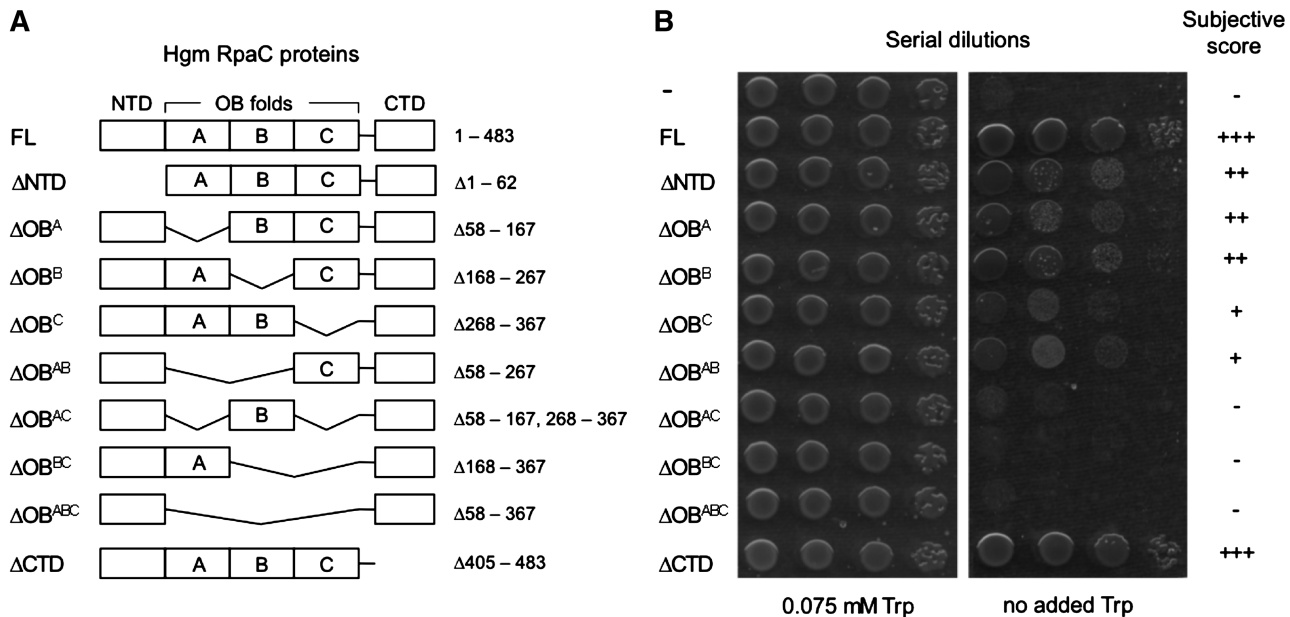 A
Hgm RpaC proteins
NTD OB folds CTD
FL A B C 1 – 483
ΔNTD A B C Δ1 – 62
ΔOBᴬ B C Δ58 – 167
ΔOBᴮ A C Δ168 – 267
ΔOBᶜ A B Δ268 – 367
ΔOBᴬᴮ C Δ58 – 267
ΔOBᴬᶜ B Δ58 – 167, 268 – 367
ΔOBᴮᶜ A Δ168 – 367
ΔOBᴬᴮᶜ Δ58 – 367
ΔCTD A B C Δ405 – 483
B
Serial dilutions
Subjective
score
- -
FL +++
ΔNTD ++
ΔOBᴬ ++
ΔOBᴮ ++
ΔOBᶜ +
ΔOBᴬᴮ +
ΔOBᴬᶜ -
ΔOBᴮᶜ -
ΔOBᴬᴮᶜ -
ΔCTD +++
0.075 mM Trp no added Trp